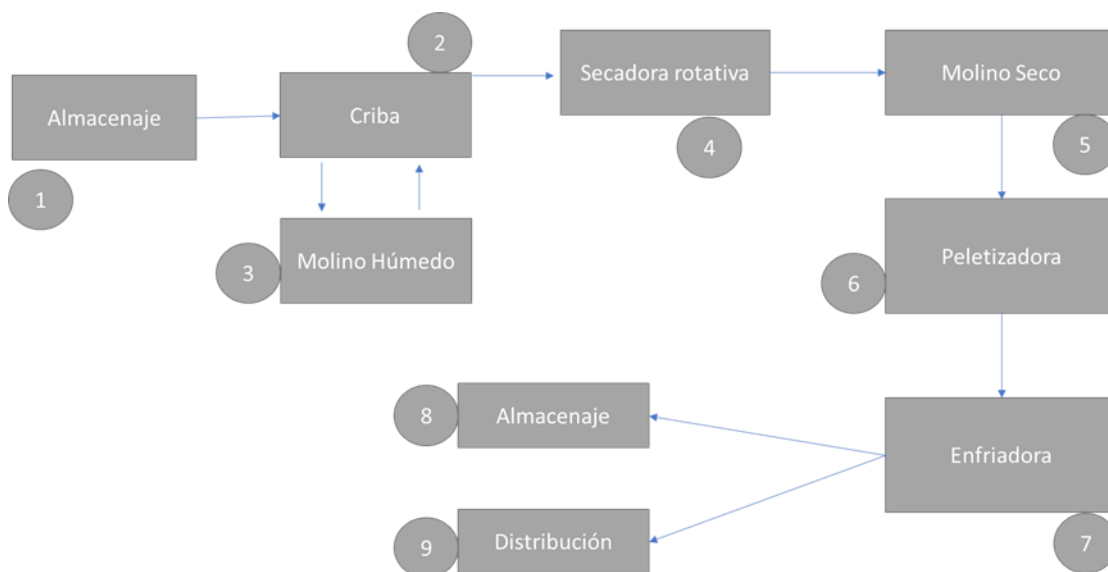 2
Secadora rotativa
Molino Seco
Almacenaje
Criba
4
5
1
3
Molino Húmedo
6
Peletizadora
8
Almacenaje
Enfriadora
9
Distribución
7